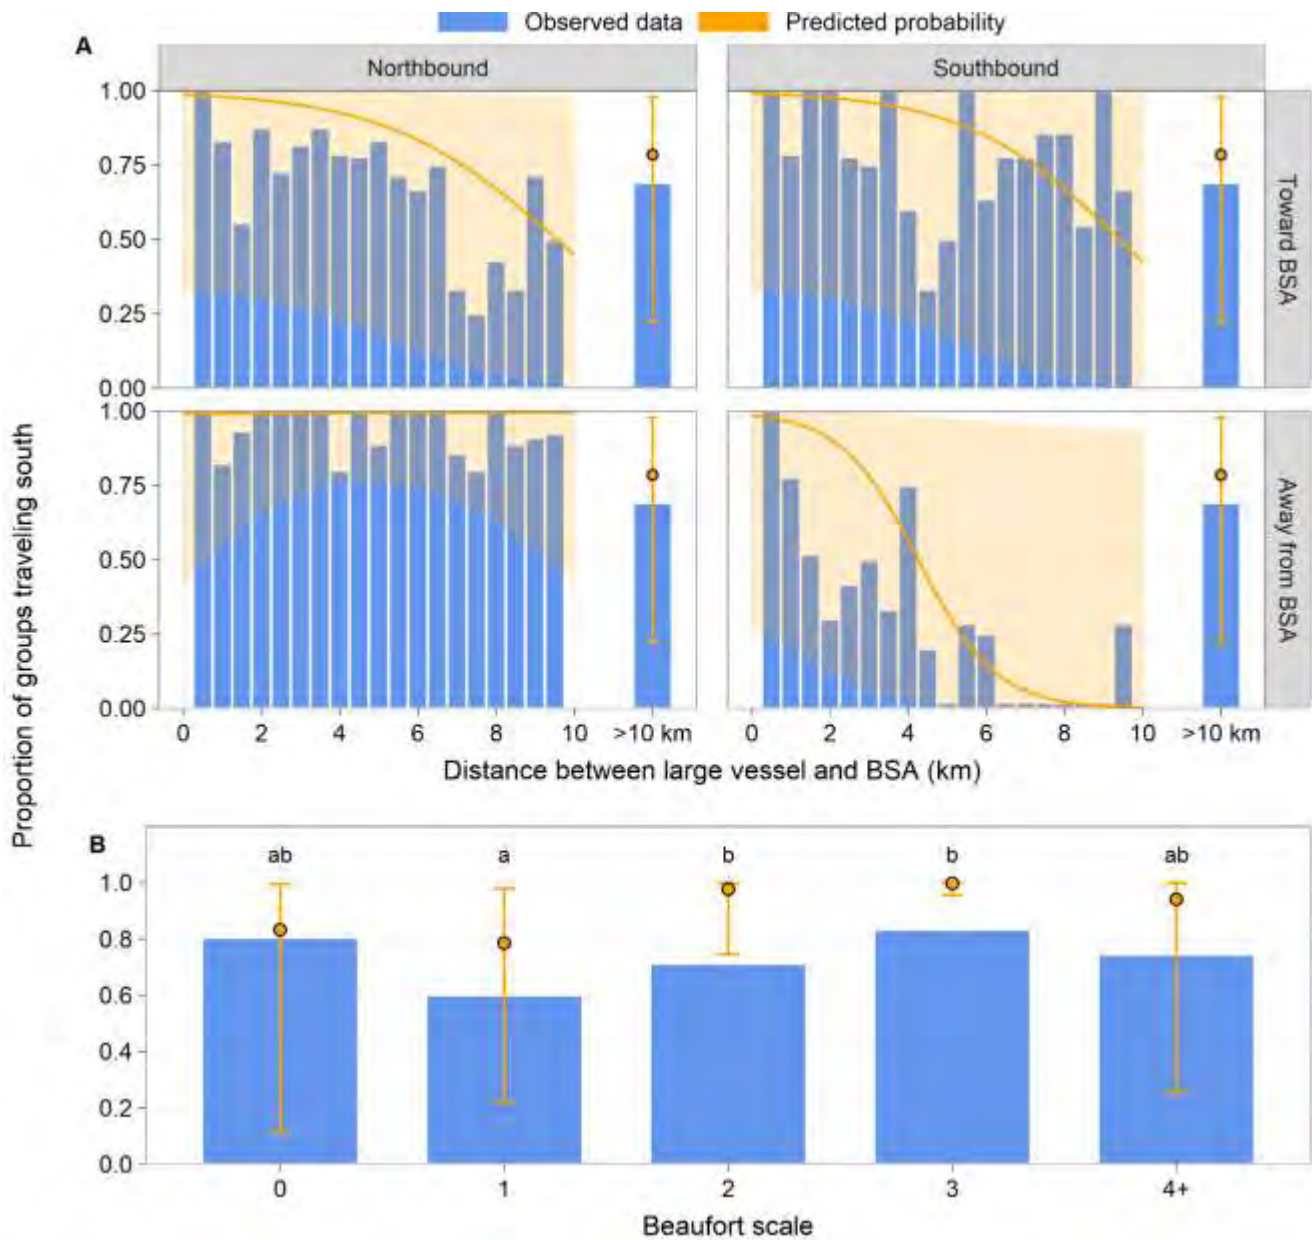 Observed data Predicted probability
A
Northbound Southbound
1.00
0.75
0.50
0.25
0.00
Toward BSA
1.00
0.75
0.50
0.25
0.00
Away from BSA
0 2 4 6 8 10 >10 km 0 2 4 6 8 10 >10 km
Distance between large vessel and BSA (km)
Proportion of groups traveling south
B
ab a b b ab
1.0
0.8
0.6
0.4
0.2
0.0
0 1 2 3 4+
Beaufort scale